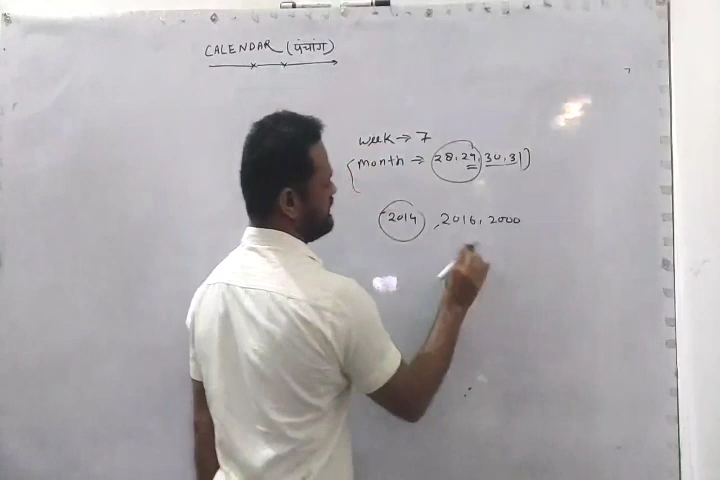 CALENDAR (पंचांग)
week → 7
month → 28, 29, 30, 31)
2014, 2016, 2000